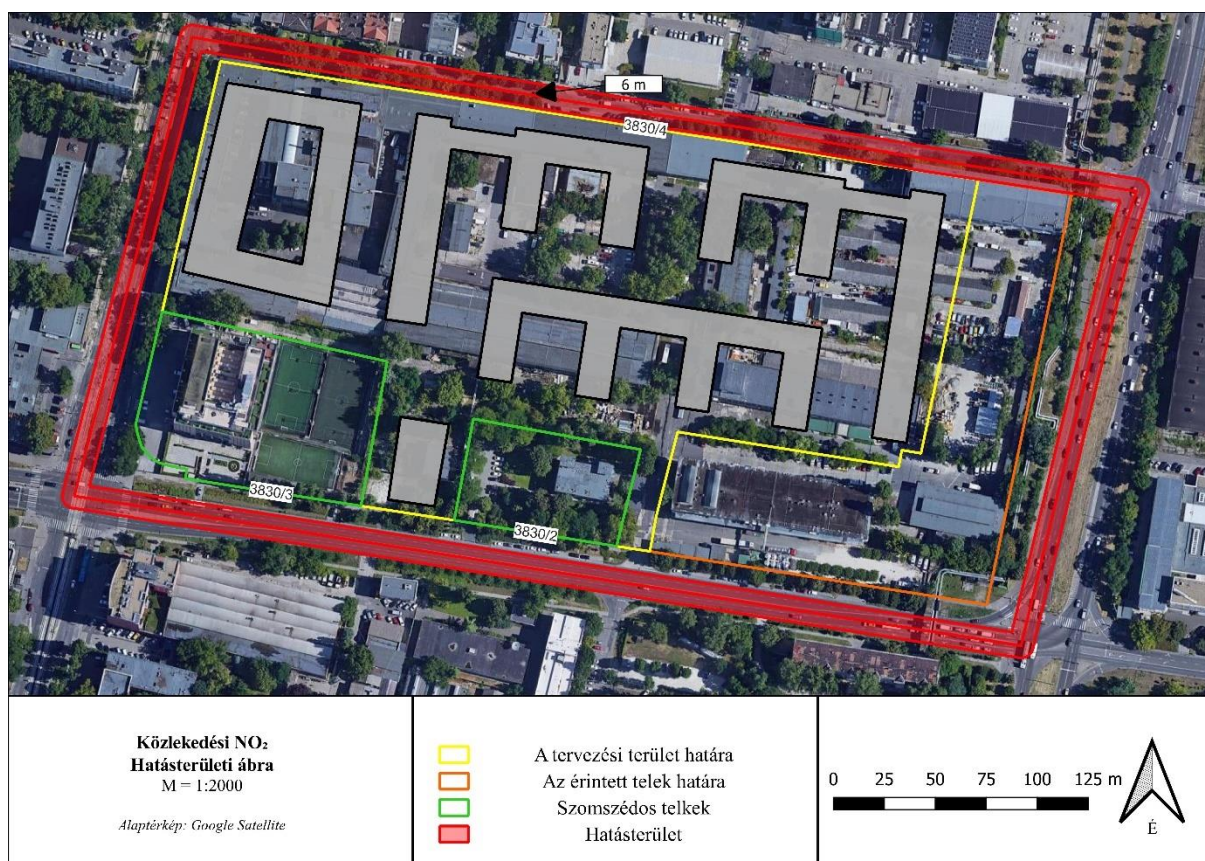 6 m
3830/4
3830/3
3830/2
Közlekedési NO₂
Hatásterületi ábra
M = 1:2000
Alaptérkép: Google Satellite
A tervezési terület határa
Az érintett telek határa
Szomszédos telkek
Hatásterület
0 25 50 75 100 125 m
É